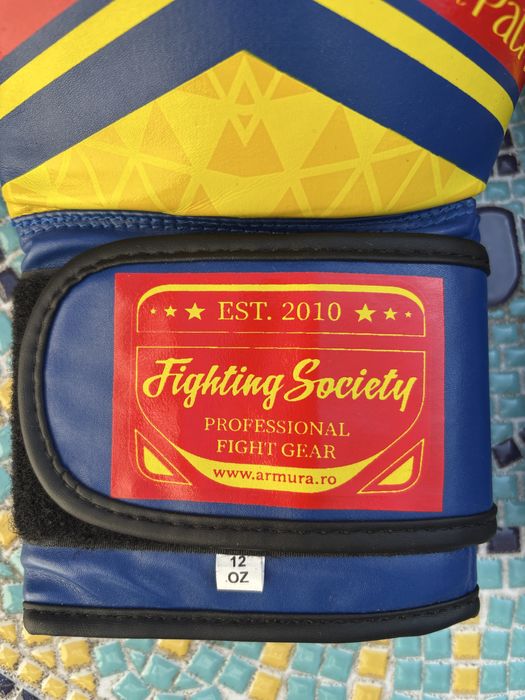 EST. 2010
Fighting Society
PROFESSIONAL
FIGHT GEAR
www.armura.ro
12
OZ